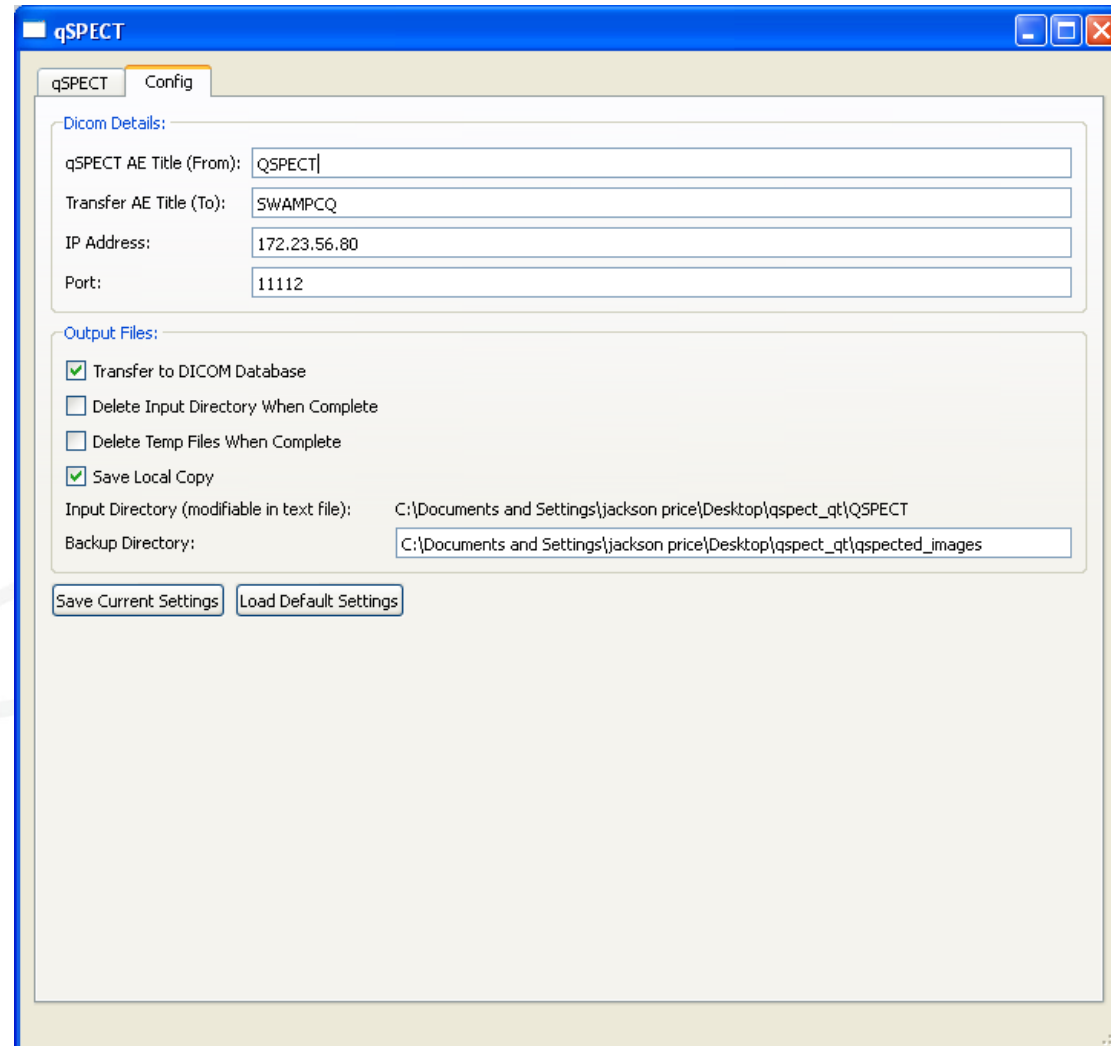 qSPECT
qSPECT Config
Dicom Details:
qSPECT AE Title (From): QSPECT
Transfer AE Title (To): SWAMPCQ
IP Address: 172.23.56.80
Port: 11112
Output Files:
Transfer to DICOM Database
Delete Input Directory When Complete
Delete Temp Files When Complete
Save Local Copy
Input Directory (modifiable in text file): C:\Documents and Settings\jackson price\Desktop\qspect_qt\QSPECT
Backup Directory: C:\Documents and Settings\jackson price\Desktop\qspect_qt\qspected_images
Save Current Settings Load Default Settings